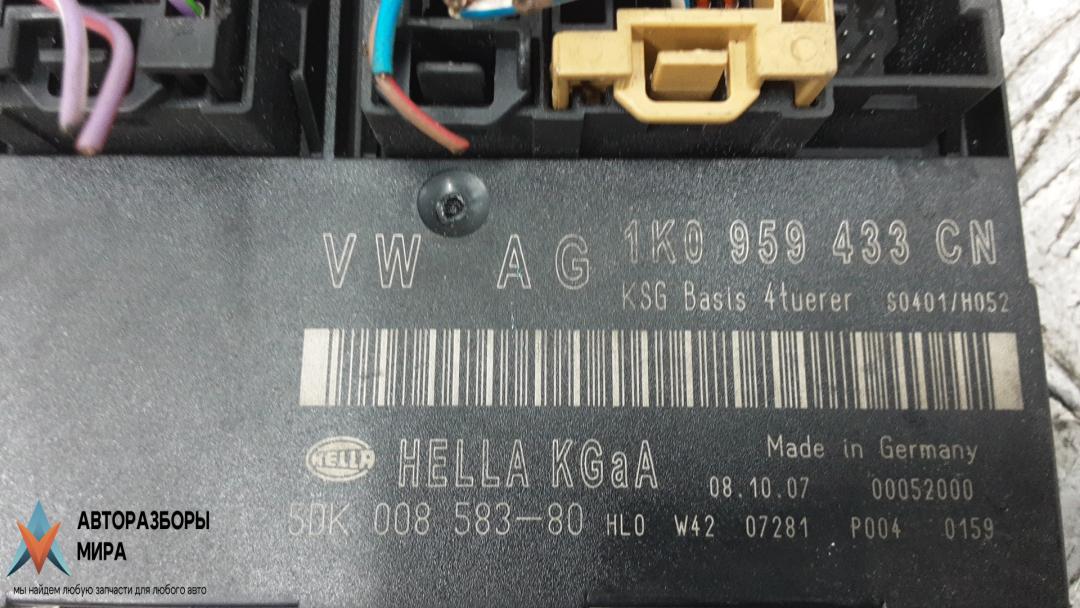 VW AG 1K0 959 433 CN
KSG Basis 4tuerer S0401/H052
HELLA HELLA KGaA Made in Germany
08.10.07 00052000
5DK 008 583-80 HL0 W42 07281 P004 0159
АВТОРАЗБОРЫ
МИРА
мы найдем любую запчасти для любого авто